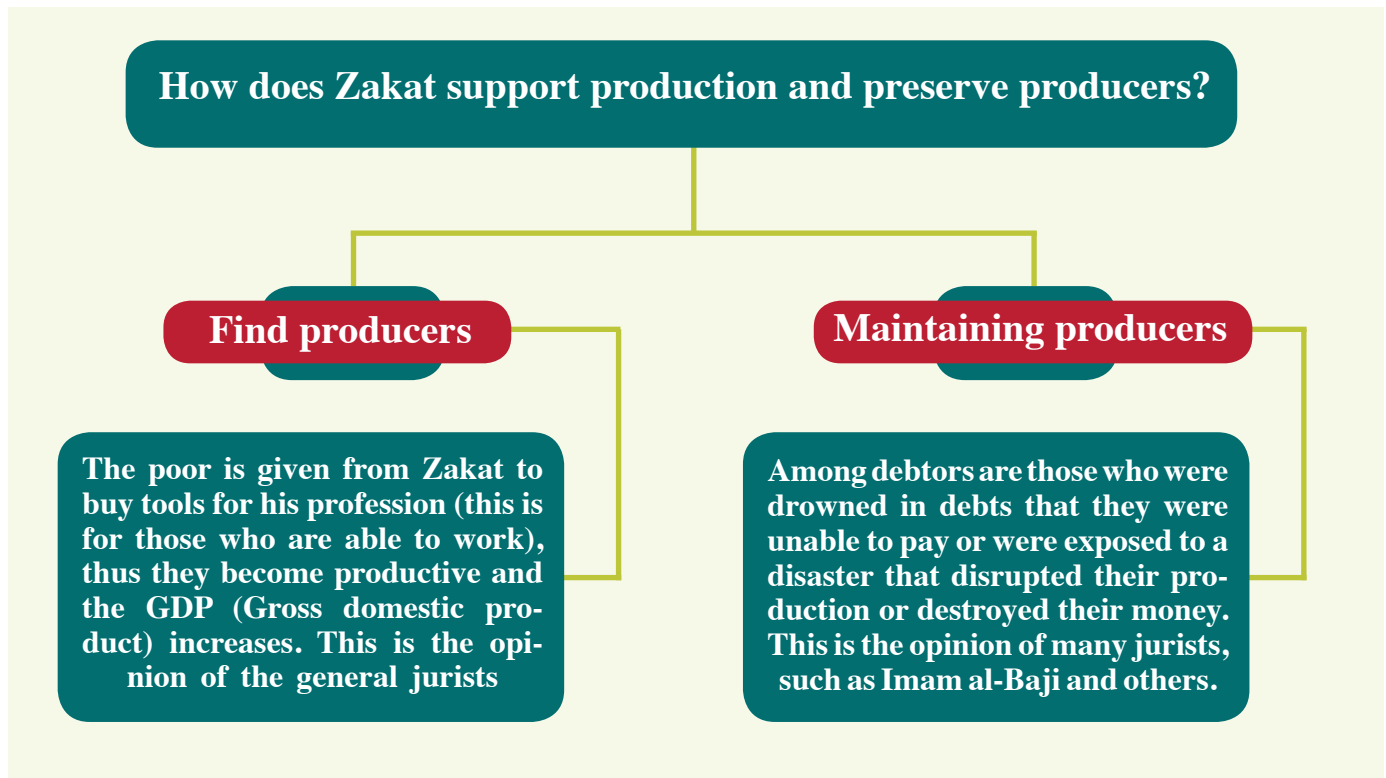 How does Zakat support production and preserve producers?
Find producers
The poor is given from Zakat to
buy tools for his profession (this is
for those who are able to work),
thus they become productive and
the GDP (Gross domestic pro-
duct) increases. This is the opi-
nion of the general jurists
Maintaining producers
Among debtors are those who were
drowned in debts that they were
unable to pay or were exposed to a
disaster that disrupted their pro-
duction or destroyed their money.
This is the opinion of many jurists,
such as Imam al-Baji and others.